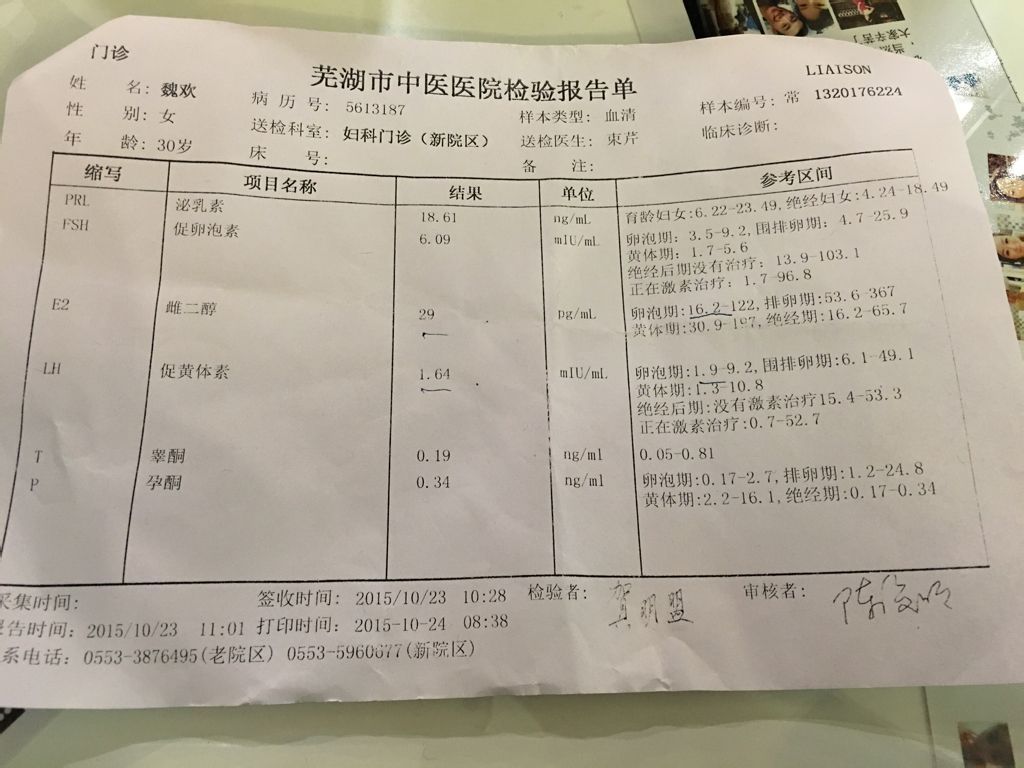 大家辛苦了
门诊
芜湖市中医医院检验报告单
LIAISON
姓 名: 魏欢
病 历 号: 5613187
样本类型: 血清
样本编号: 常 1320176224
性 别: 女
送检科室: 妇科门诊（新院区）
送检医生: 束芹
临床诊断:
年 龄: 30岁
床 号:
备 注:
缩写 项目名称 结果 单位 参考区间
PRL 泌乳素 18.61 ng/mL 育龄妇女:6.22-23.49, 绝经妇女:4.24-18.49
FSH 促卵泡素 6.09 mIU/mL 卵泡期: 3.5-9.2, 围排卵期: 4.7-25.9
黄体期: 1.7-5.6
绝经后期没有治疗: 13.9-103.1
正在激素治疗: 1.7-96.8
E2 雌二醇 29 pg/mL 卵泡期:16.2-122, 排卵期:53.6-367
黄体期:30.9-197, 绝经期:16.2-65.7
LH 促黄体素 1.64 mIU/mL 卵泡期:1.9-9.2, 围排卵期:6.1-49.1
黄体期:1.3-10.8
绝经后期:没有激素治疗15.4-53.3
正在激素治疗:0.7-52.7
T 睾酮 0.19 ng/ml 0.05-0.81
P 孕酮 0.34 ng/ml 卵泡期:0.17-2.7, 排卵期:1.2-24.8
黄体期:2.2-16.1, 绝经期:0.17-0.34
采集时间: 签收时间: 2015/10/23 10:28 检验者: 审核者:
告时间: 2015/10/23 11:01 打印时间: 2015-10-24 08:38
系电话: 0553-3876495(老院区) 0553-5960677(新院区)